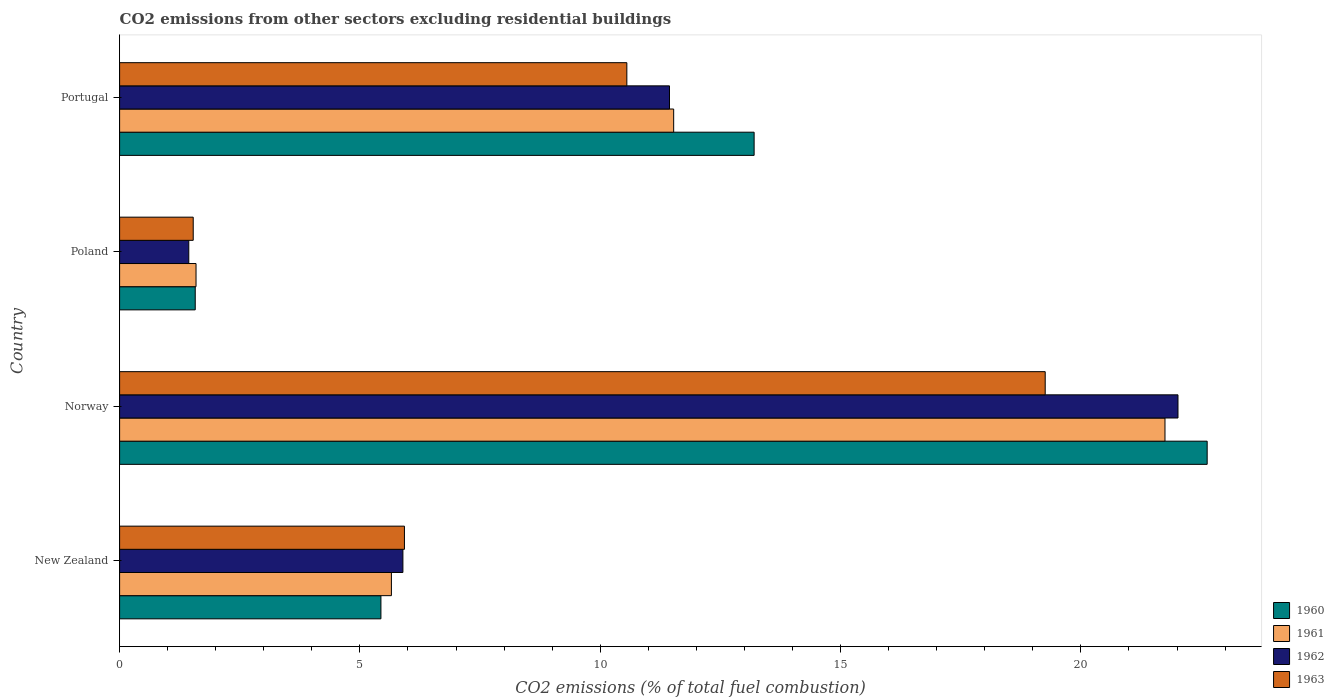 CO2 emissions from other sectors excluding residential buildings
Portugal
Poland
Norway
New Zealand
Country
0
5
10
15
20
CO2 emissions (% of total fuel combustion)
1960
1961
1962
1963